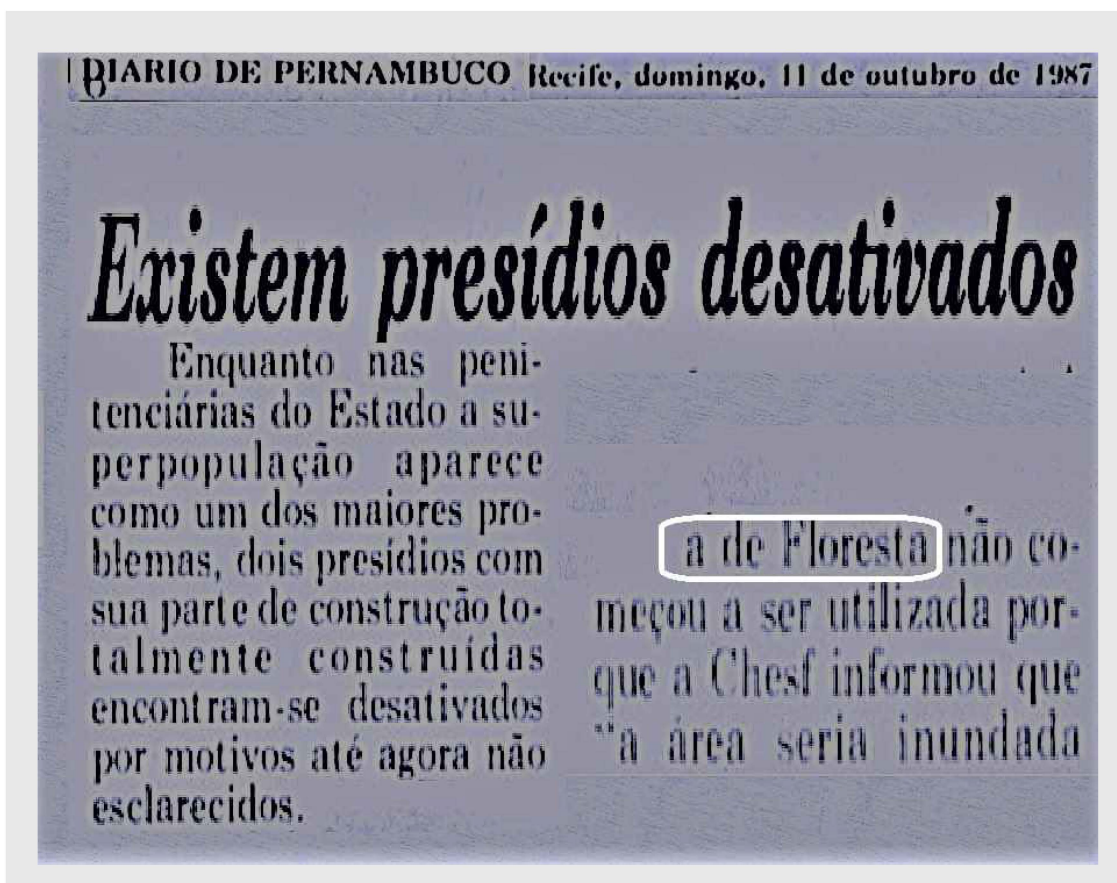 DIARIO DE PERNAMBUCO Recife, domingo, 11 de outubro de 1987
Existem presídios desativados
Enquanto nas peni-
tenciárias do Estado a su-
perpopulação aparece
como um dos maiores pro-
blemas, dois presídios com
sua parte de construção to-
talmente construídas
encontram-se desativados
por motivos até agora não
esclarecidos.
a de Floresta não co-
meçou a ser utilizada por-
que a Chesf informou que
"a área seria inundada